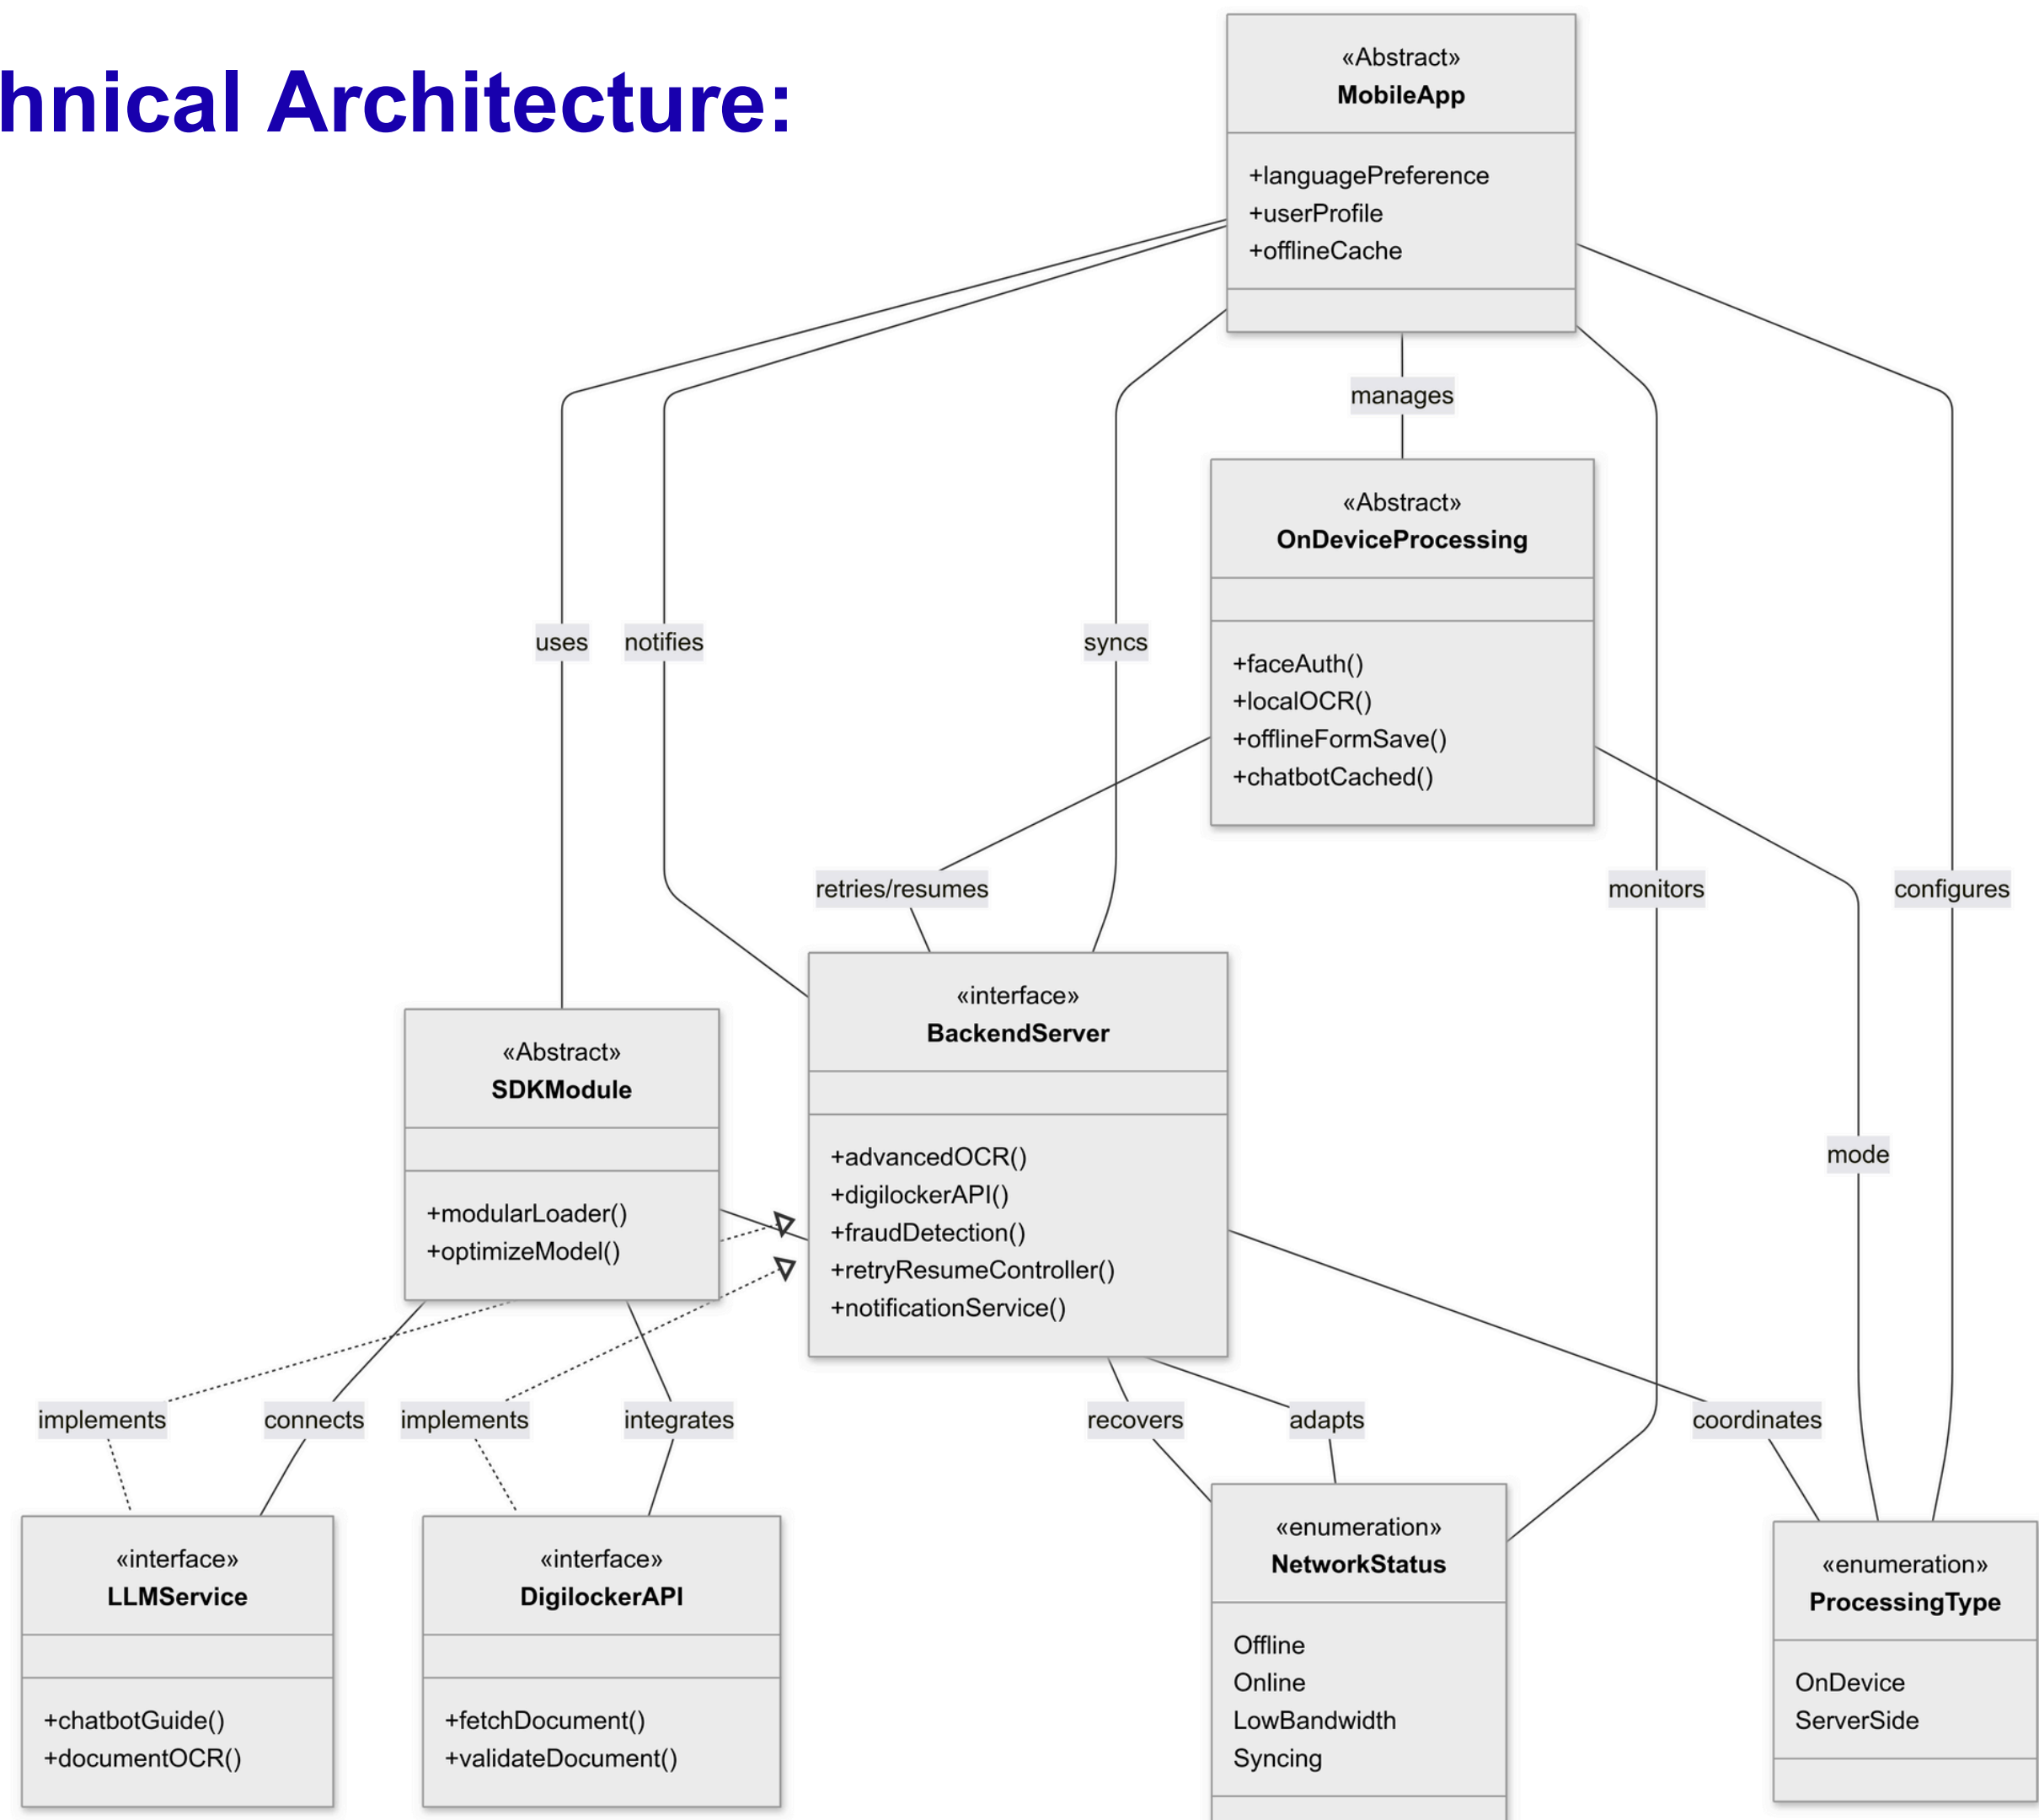 hnical Architecture:
«Abstract»
MobileApp
+languagePreference
+userProfile
+offlineCache
manages
«Abstract»
OnDeviceProcessing
+faceAuth()
+localOCR()
+offlineFormSave()
+chatbotCached()
uses
notifies
syncs
retries/resumes
monitors
configures
«interface»
BackendServer
+advancedOCR()
+digilockerAPI()
+fraudDetection()
+retryResumeController()
+notificationService()
«Abstract»
SDKModule
+modularLoader()
+optimizeModel()
mode
implements
connects
implements
integrates
recovers
adapts
coordinates
«interface»
LLMService
+chatbotGuide()
+documentOCR()
«interface»
DigilockerAPI
+fetchDocument()
+validateDocument()
«enumeration»
NetworkStatus
Offline
Online
LowBandwidth
Syncing
«enumeration»
ProcessingType
OnDevice
ServerSide